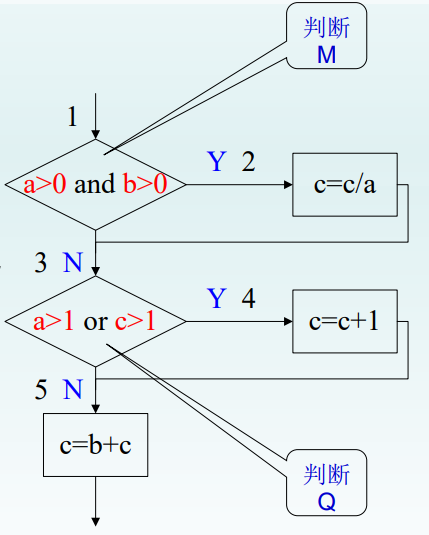 判断
M
1
a>0 and b>0
Y 2
c=c/a
3 N
a>1 or c>1
Y 4
c=c+1
5 N
c=b+c
判断
Q